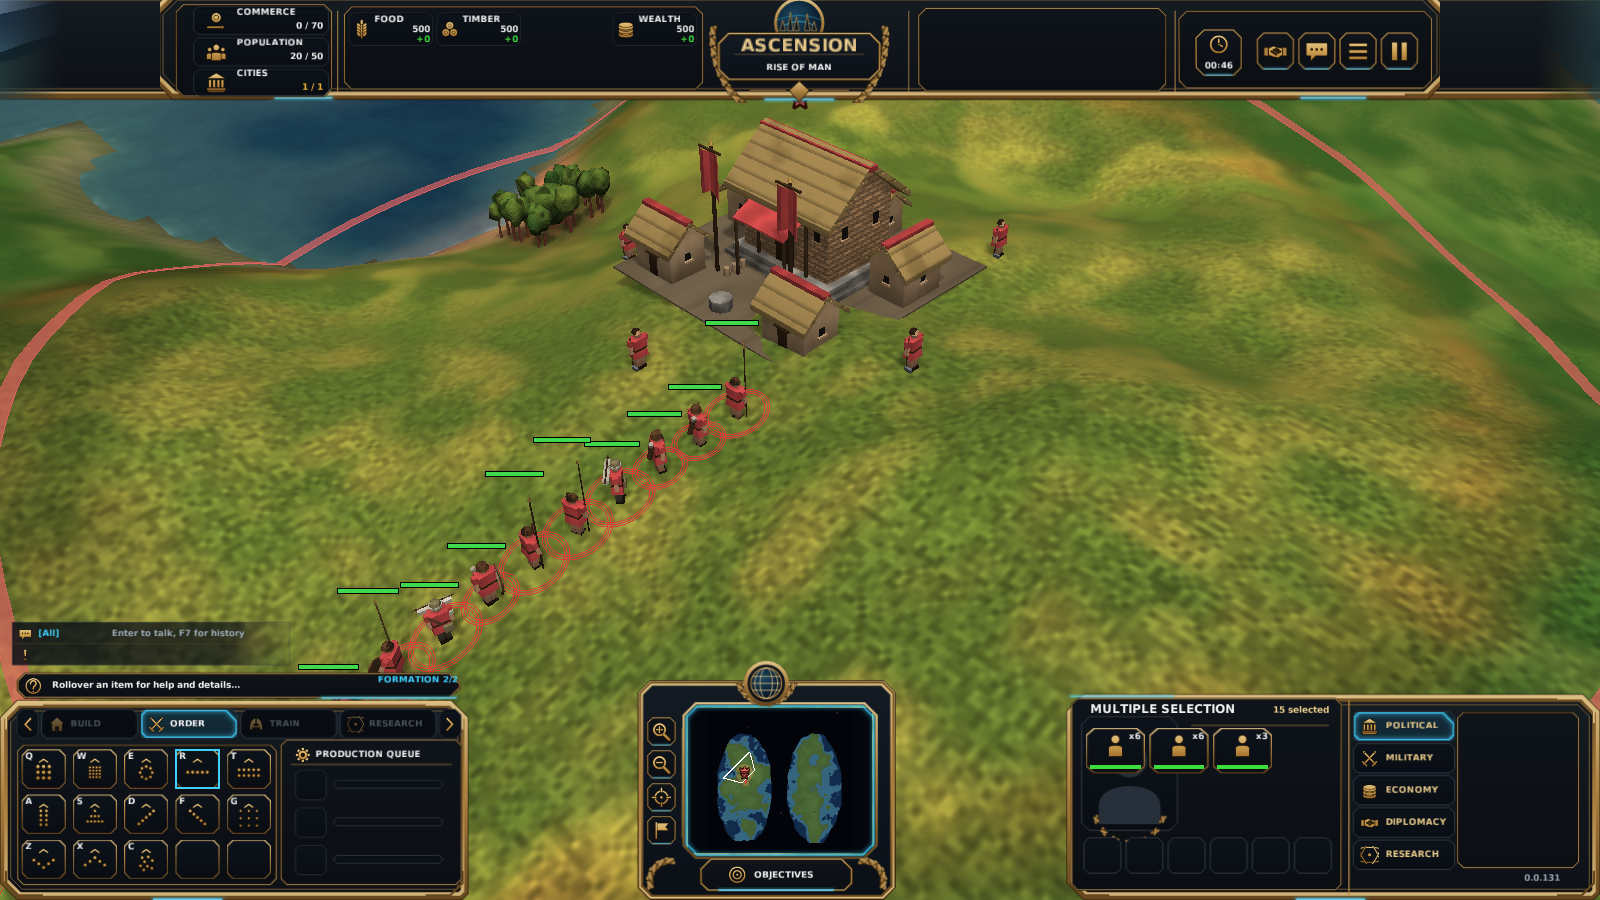 COMMERCE
0 / 70
POPULATION
20 / 50
CITIES
1 / 1
FOOD
500
+0
TIMBER
500
+0
WEALTH
500
+0
ASCENSION
RISE OF MAN
00:46
[All] Enter to talk, F7 for history
!
Rollover an item for help and details...
FORMATION 2/2
BUILD
ORDER
TRAIN
RESEARCH
Q W E R T
A S D F G
Z X C
PRODUCTION QUEUE
OBJECTIVES
MULTIPLE SELECTION
15 selected
x6 x6 x3
POLITICAL
MILITARY
ECONOMY
DIPLOMACY
RESEARCH
0.0.131